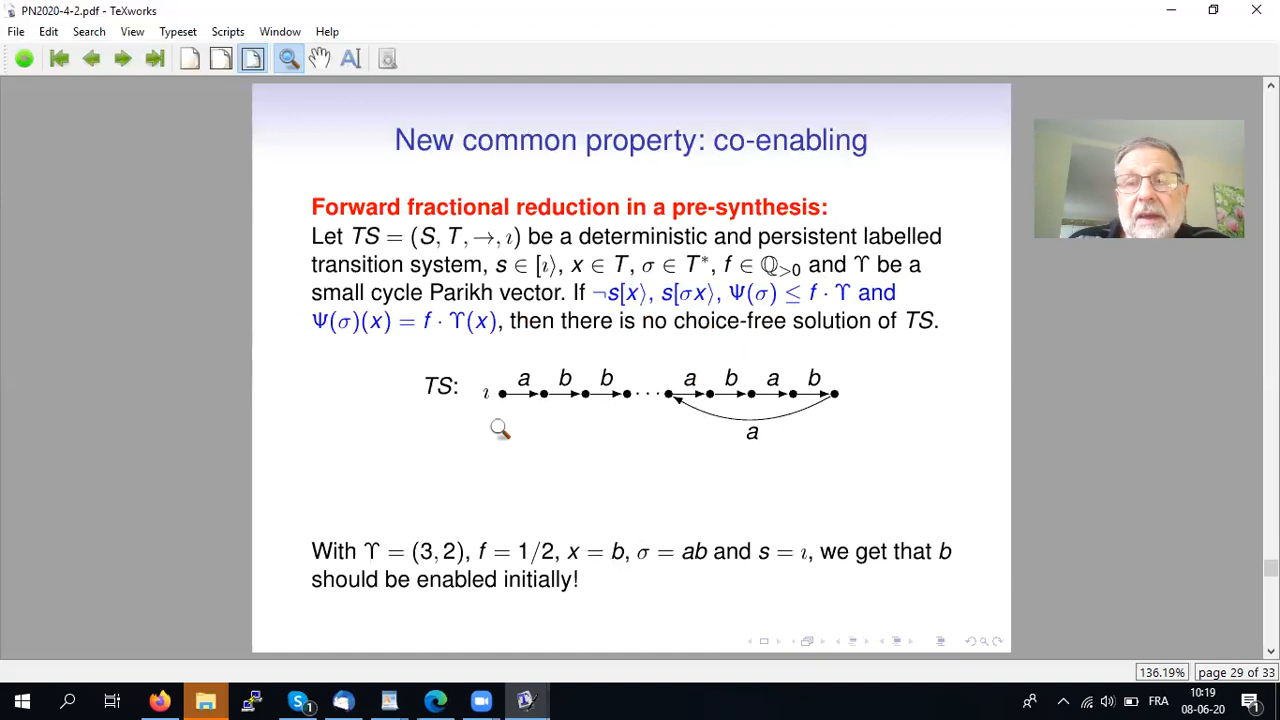 PN2020-4-2.pdf - TeXworks
File Edit Search View Typeset Scripts Window Help
New common property: co-enabling
Forward fractional reduction in a pre-synthesis:
Let TS = (S, T, →, ı) be a deterministic and persistent labelled
transition system, s ∈ [ı⟩, x ∈ T, σ ∈ T*, f ∈ ℚ>0 and ϒ be a
small cycle Parikh vector. If ¬s[x⟩, s[σx⟩, Ψ(σ) ≤ f · ϒ and
Ψ(σ)(x) = f · ϒ(x), then there is no choice-free solution of TS.
TS: ı a b b ··· a b a b
a
With ϒ = (3, 2), f = 1/2, x = b, σ = ab and s = ı, we get that b
should be enabled initially!
136.19% page 29 of 33
FRA 10:19
08-06-20